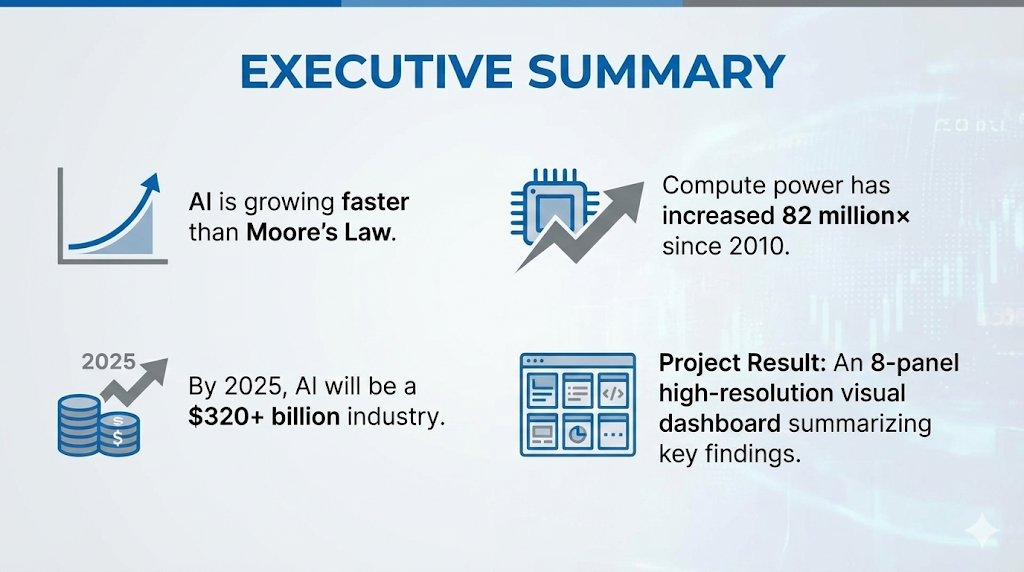 EXECUTIVE SUMMARY
AI is growing faster
than Moore’s Law.
Compute power has
increased 82 million×
since 2010.
2025
By 2025, AI will be a
$320+ billion industry.
$
</>
Project Result: An 8-panel
high-resolution visual
dashboard summarizing
key findings.